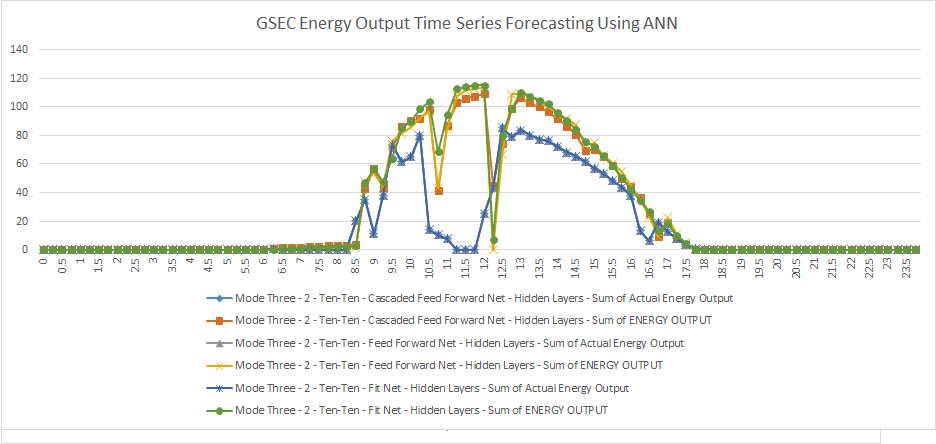 GSEC Energy Output Time Series Forecasting Using ANN
140
120
100
80
60
40
20
0
0 0.5 1 1.5 2 2.5 3 3.5 4 4.5 5 5.5 6 6.5 7 7.5 8 8.5 9 9.5 10 10.5 11 11.5 12 12.5 13 13.5 14 14.5 15 15.5 16 16.5 17 17.5 18 18.5 19 19.5 20 20.5 21 21.5 22 22.5 23 23.5
Mode Three - 2 - Ten-Ten - Cascaded Feed Forward Net - Hidden Layers - Sum of Actual Energy Output
Mode Three - 2 - Ten-Ten - Cascaded Feed Forward Net - Hidden Layers - Sum of ENERGY OUTPUT
Mode Three - 2 - Ten-Ten - Feed Forward Net - Hidden Layers - Sum of Actual Energy Output
Mode Three - 2 - Ten-Ten - Feed Forward Net - Hidden Layers - Sum of ENERGY OUTPUT
Mode Three - 2 - Ten-Ten - Fit Net - Hidden Layers - Sum of Actual Energy Output
Mode Three - 2 - Ten-Ten - Fit Net - Hidden Layers - Sum of ENERGY OUTPUT